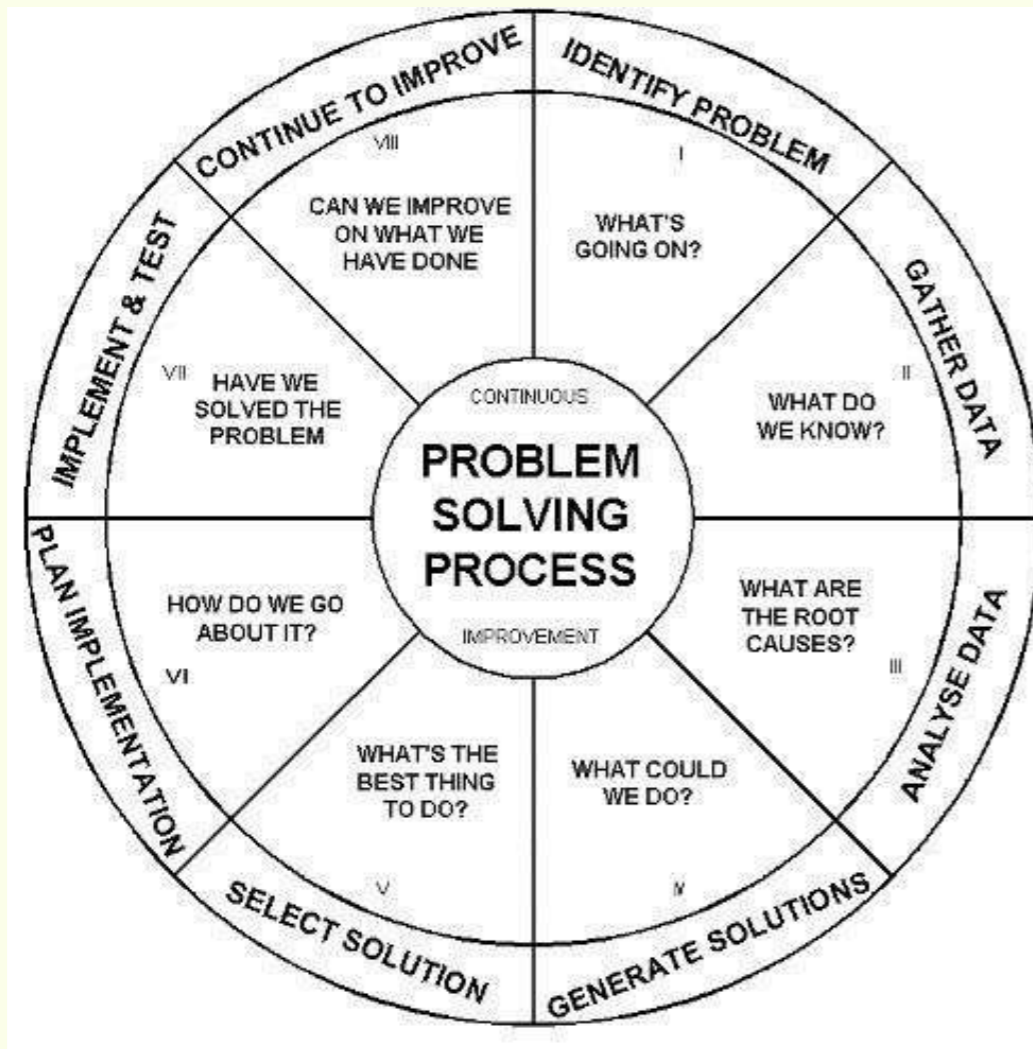 CONTINUOUS
PROBLEM
SOLVING
PROCESS
IMPROVEMENT
IDENTIFY PROBLEM
I
WHAT'S
GOING ON?
GATHER DATA
II
WHAT DO
WE KNOW?
ANALYSE DATA
III
WHAT ARE
THE ROOT
CAUSES?
GENERATE SOLUTIONS
IV
WHAT COULD
WE DO?
SELECT SOLUTION
V
WHAT'S THE
BEST THING
TO DO?
PLAN IMPLEMENTATION
VI
HOW DO WE GO
ABOUT IT?
IMPLEMENT & TEST
VII
HAVE WE
SOLVED THE
PROBLEM
CONTINUE TO IMPROVE
VIII
CAN WE IMPROVE
ON WHAT WE
HAVE DONE